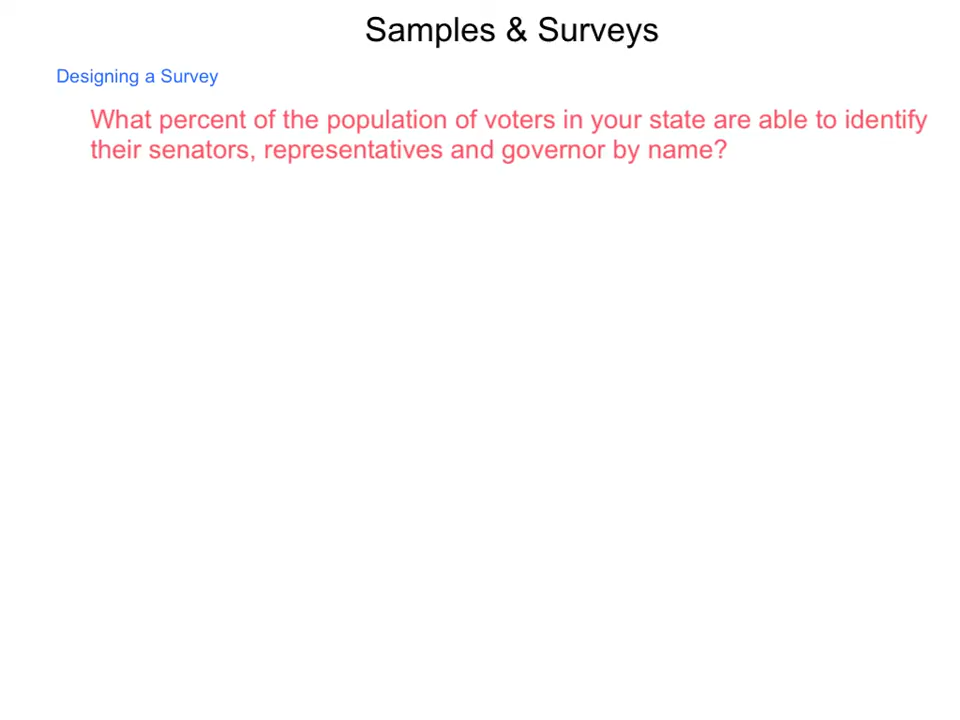 Samples & Surveys
Designing a Survey
What percent of the population of voters in your state are able to identify
their senators, representatives and governor by name?